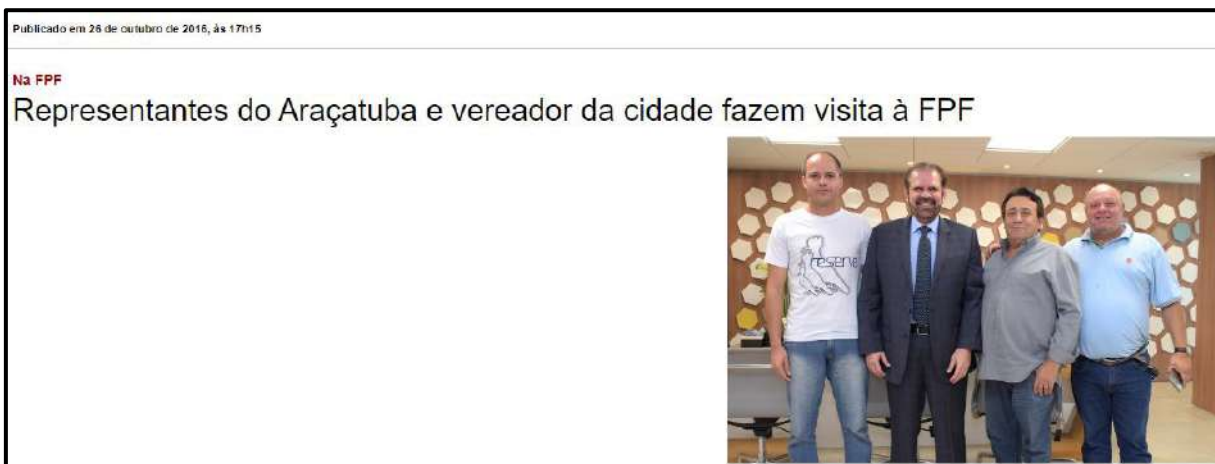 Publicado em 26 de outubro de 2016, às 17h15
Na FPF
Representantes do Araçatuba e vereador da cidade fazem visita à FPF
reserva